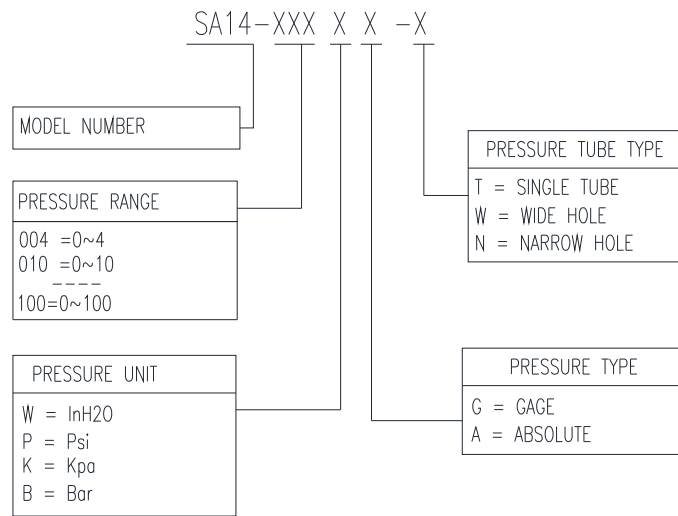 SA14-XXX X X -X
MODEL NUMBER
PRESSURE RANGE
004 =0~4
010 =0~10
----
100=0~100
PRESSURE UNIT
W = InH2O
P = Psi
K = Kpa
B = Bar
PRESSURE TUBE TYPE
T = SINGLE TUBE
W = WIDE HOLE
N = NARROW HOLE
PRESSURE TYPE
G = GAGE
A = ABSOLUTE